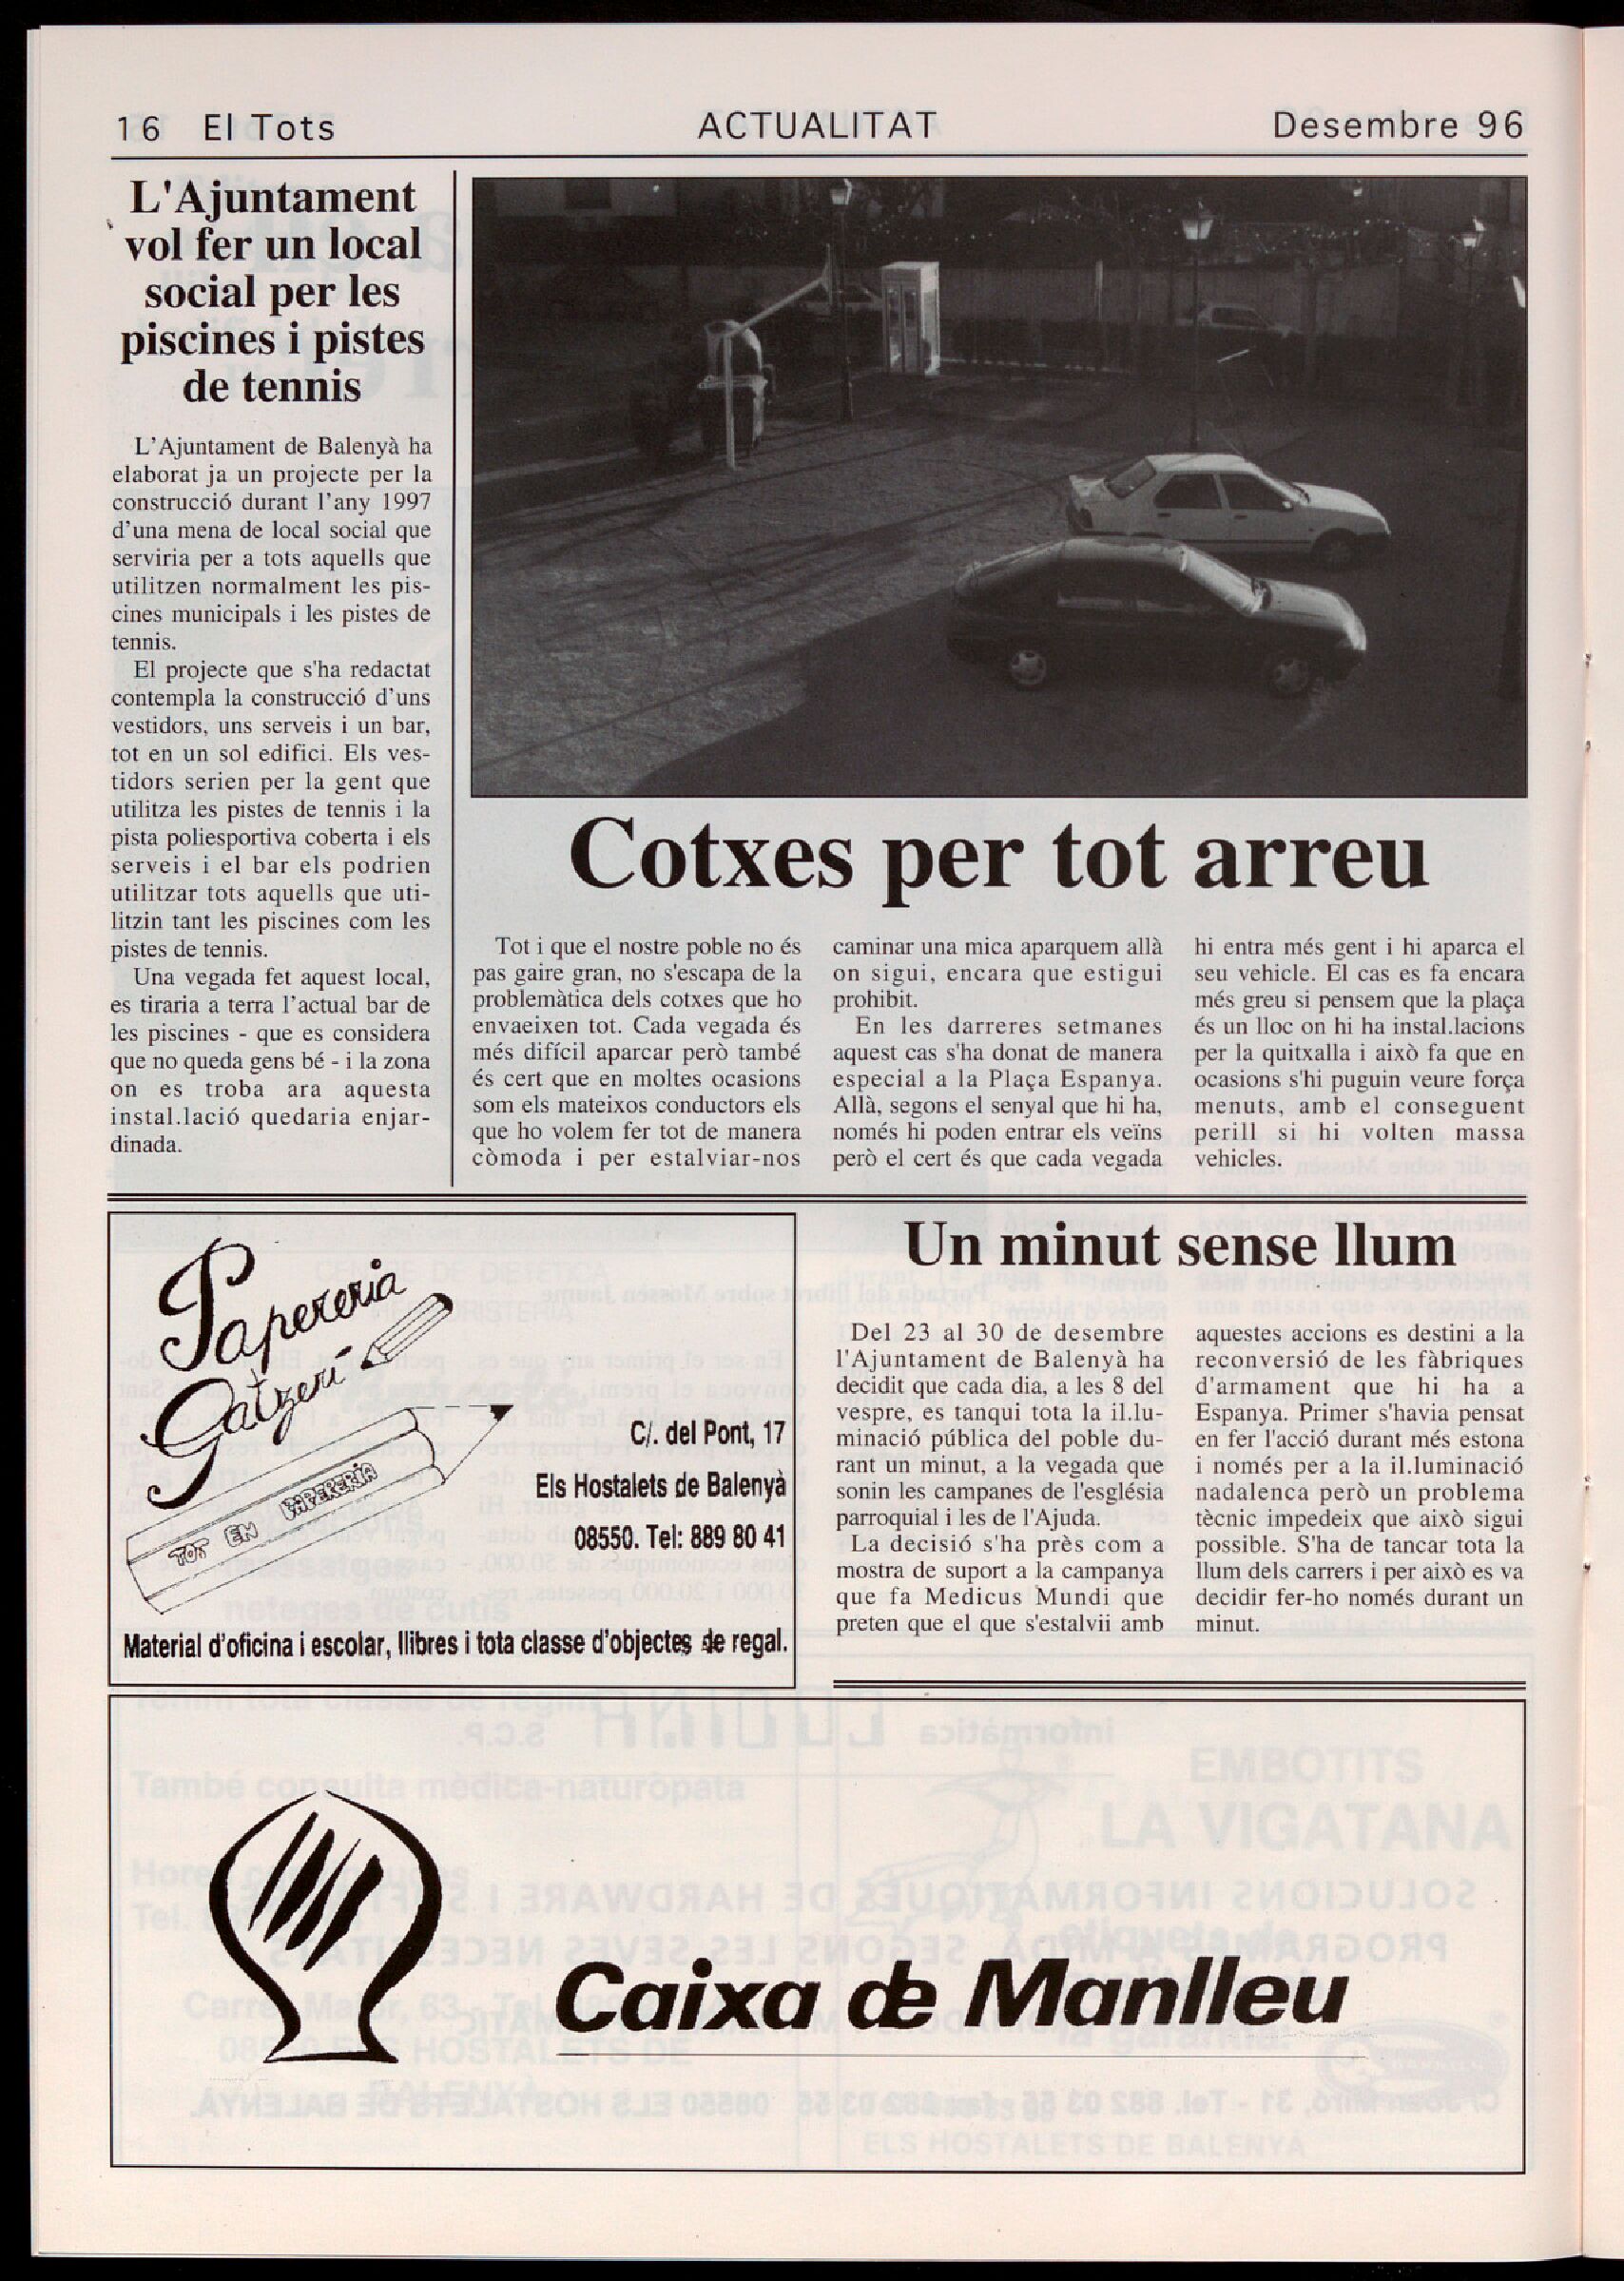 16 El Tots
ACTUALITAT
Desembre 96
L'Ajuntament
vol fer un local
social per les
piscines i pistes
de tennis
L'Ajuntament de Balenyà ha
elaborat ja un projecte per la
construcció durant l'any 1997
d'una mena de local social que
serviria per a tots aquells que
utilitzen normalment les pis-
cines municipals i les pistes de
tennis.
El projecte que s'ha redactat
contempla la construcció d'uns
vestidors, uns serveis i un bar,
tot en un sol edifici. Els ves-
tidors serien per la gent que
utilitza les pistes de tennis i la
pista poliesportiva coberta i els
serveis i el bar els podrien
utilitzar tots aquells que uti-
litzin tant les piscines com les
pistes de tennis.
Una vegada fet aquest local,
es tiraria a terra l'actual bar de
les piscines - que es considera
que no queda gens bé - i la zona
on es troba ara aquesta
instal.lació quedaria enjar-
dinada.
Cotxes per tot arreu
Tot i que el nostre poble no és
pas gaire gran, no s'escapa de la
problemàtica dels cotxes que ho
envaeixen tot. Cada vegada és
més difícil aparcar però també
és cert que en moltes ocasions
som els mateixos conductors els
que ho volem fer tot de manera
còmoda i per estalviar-nos
caminar una mica aparquem allà
on sigui, encara que estigui
prohibit.
En les darreres setmanes
aquest cas s'ha donat de manera
especial a la Plaça Espanya.
Allà, segons el senyal que hi ha,
només hi poden entrar els veïns
però el cert és que cada vegada
hi entra més gent i hi aparca el
seu vehicle. El cas es fa encara
més greu si pensem que la plaça
és un lloc on hi ha instal.lacions
per la quitxalla i això fa que en
ocasions s'hi puguin veure força
menuts, amb el conseguent
perill si hi volten massa
vehicles.
Papereria
Gatzerí
TOT EN PAPERERÍA
C/. del Pont, 17
Els Hostalets de Balenyà
08550. Tel: 889 80 41
Material d'oficina i escolar, llibres i tota classe d'objectes de regal.
Un minut sense llum
Del 23 al 30 de desembre
l'Ajuntament de Balenyà ha
decidit que cada dia, a les 8 del
vespre, es tanqui tota la il.lu-
minació pública del poble du-
rant un minut, a la vegada que
sonin les campanes de l'església
parroquial i les de l'Ajuda.
La decisió s'ha près com a
mostra de suport a la campanya
que fa Medicus Mundi que
preten que el que s'estalvii amb
aquestes accions es destini a la
reconversió de les fàbriques
d'armament que hi ha a
Espanya. Primer s'havia pensat
en fer l'acció durant més estona
i només per a la il.luminació
nadalenca però un problema
tècnic impedeix que això sigui
possible. S'ha de tancar tota la
llum dels carrers i per això es va
decidir fer-ho només durant un
minut.
Caixa de Manlleu